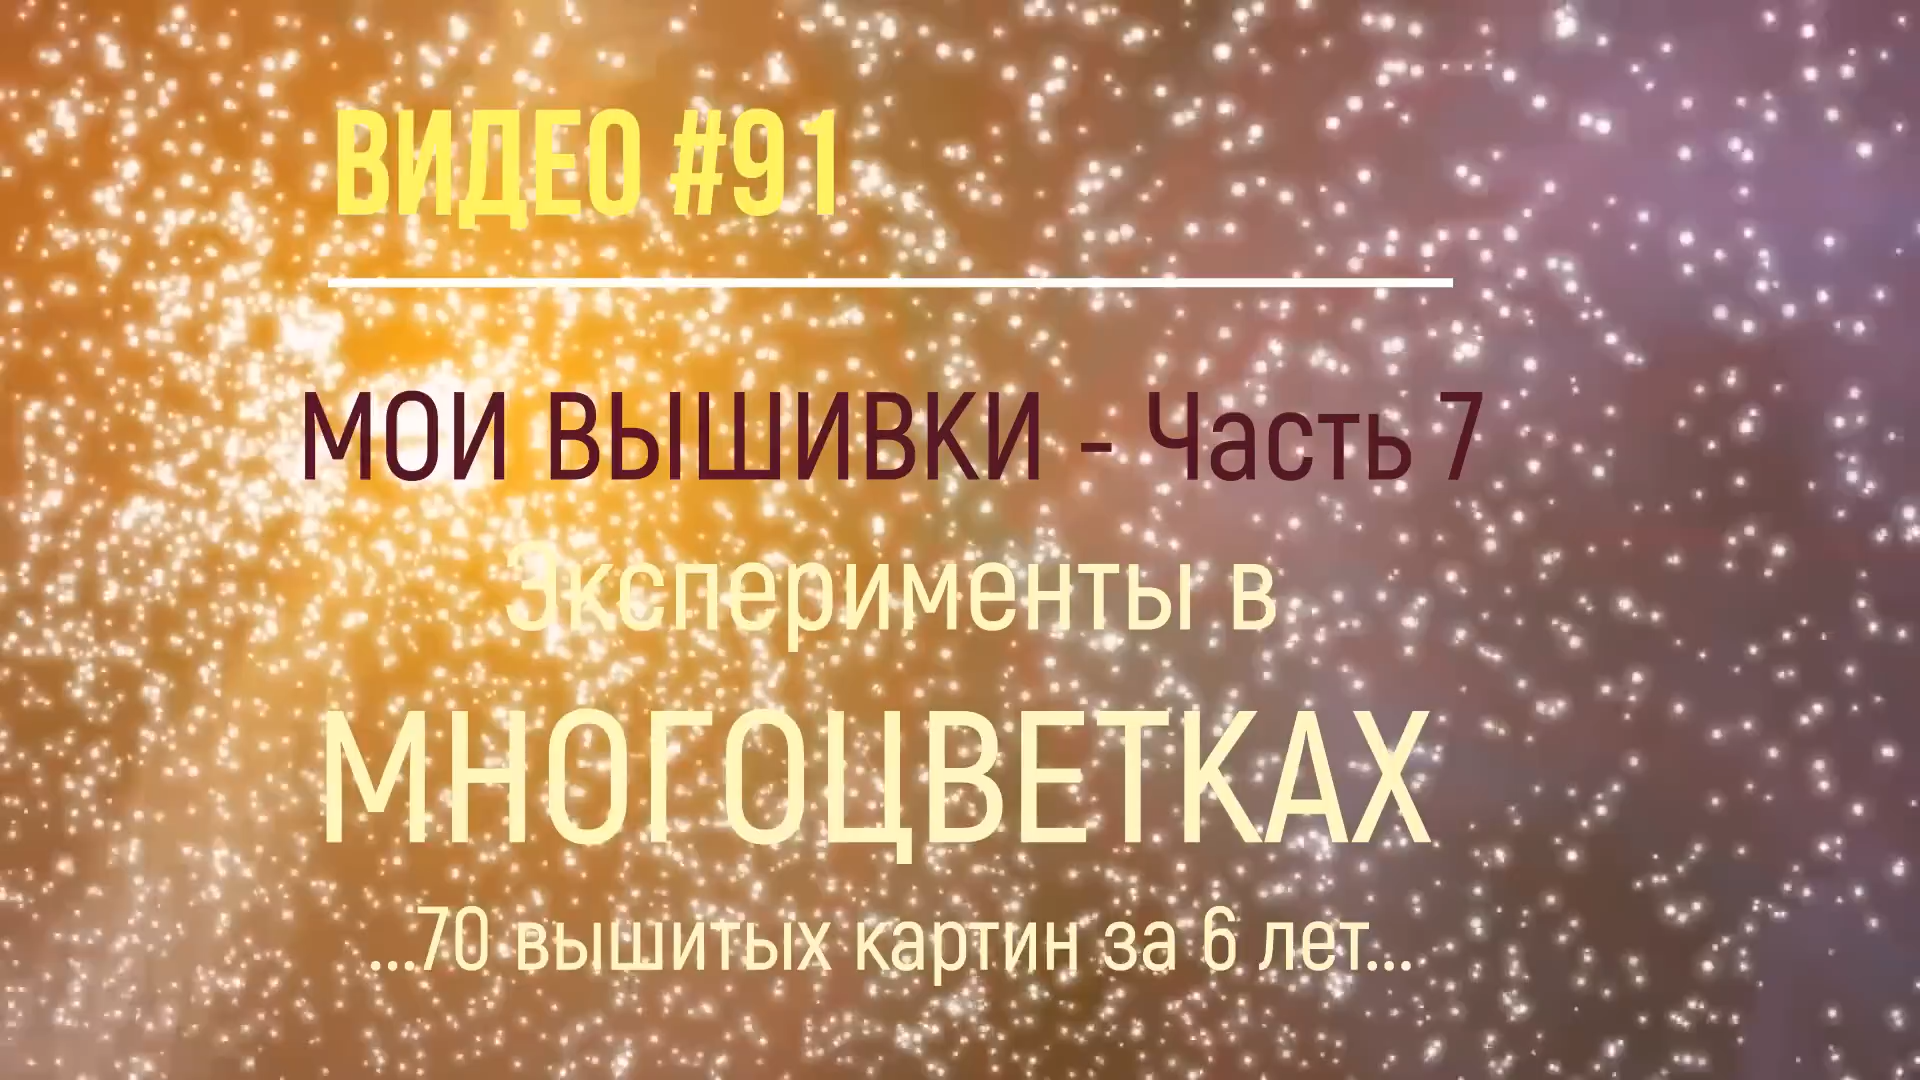 ВИДЕО #91
МОИ ВЫШИВКИ - Часть 7
Эксперименты в
МНОГОЦВЕТКАХ
...70 вышитых картин за 6 лет...